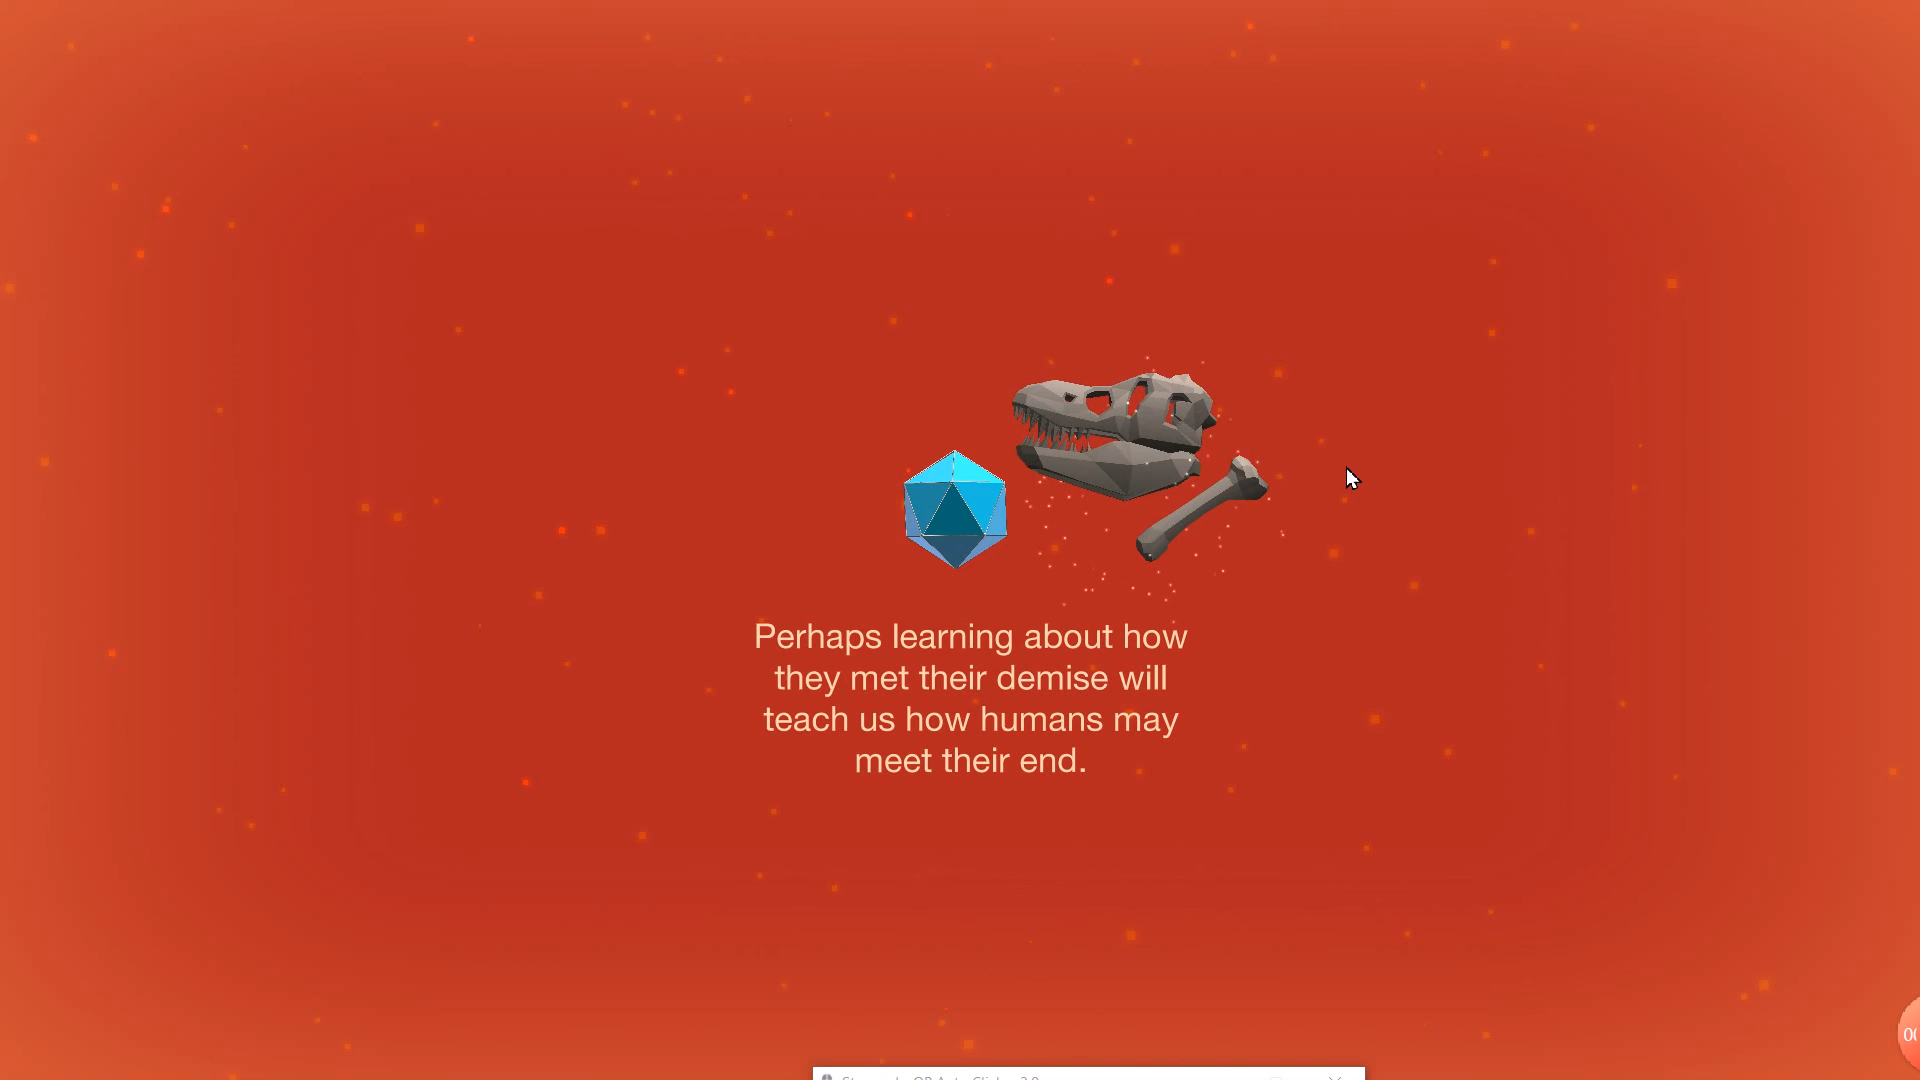 Perhaps learning about how
they met their demise will
teach us how humans may
meet their end.